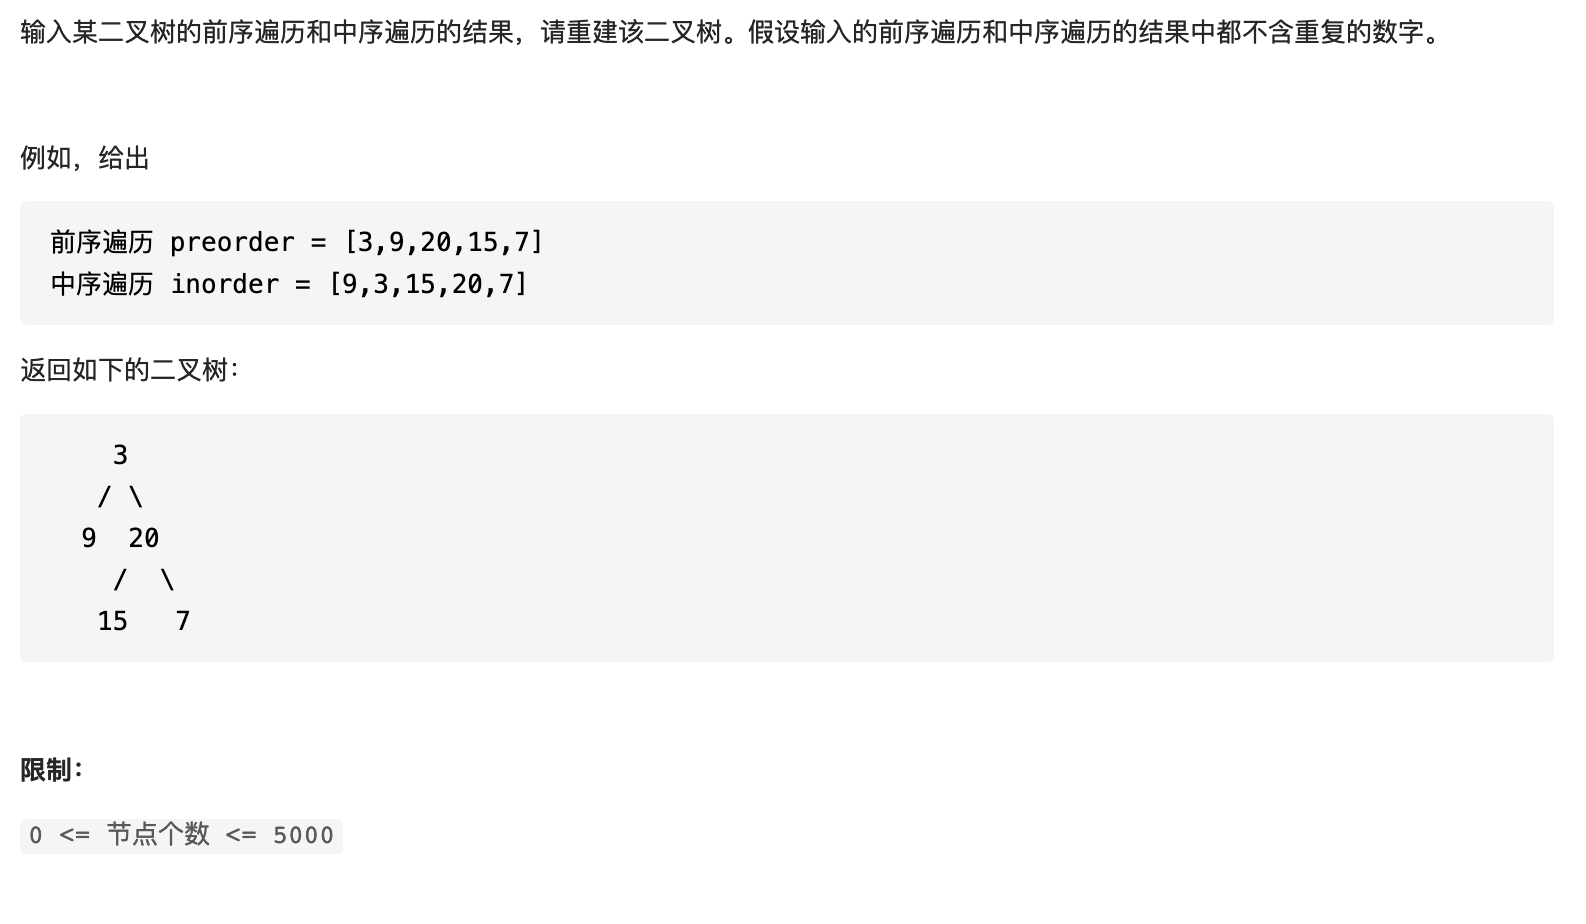 输入某二叉树的前序遍历和中序遍历的结果，请重建该二叉树。假设输入的前序遍历和中序遍历的结果中都不含重复的数字。
例如，给出
前序遍历 preorder = [3,9,20,15,7]
中序遍历 inorder = [9,3,15,20,7]
返回如下的二叉树：
    3
   / \
  9  20
    /  \
   15   7
限制：
0 <= 节点个数 <= 5000